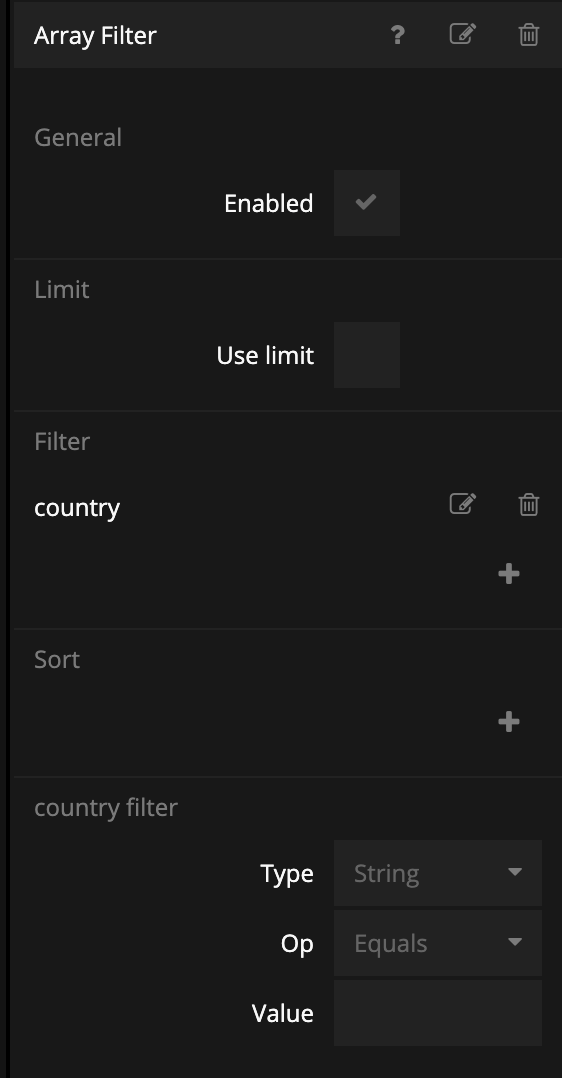 Array Filter ?
General
Enabled
Limit
Use limit
Filter
country
Sort
country filter
Type String
Op Equals
Value